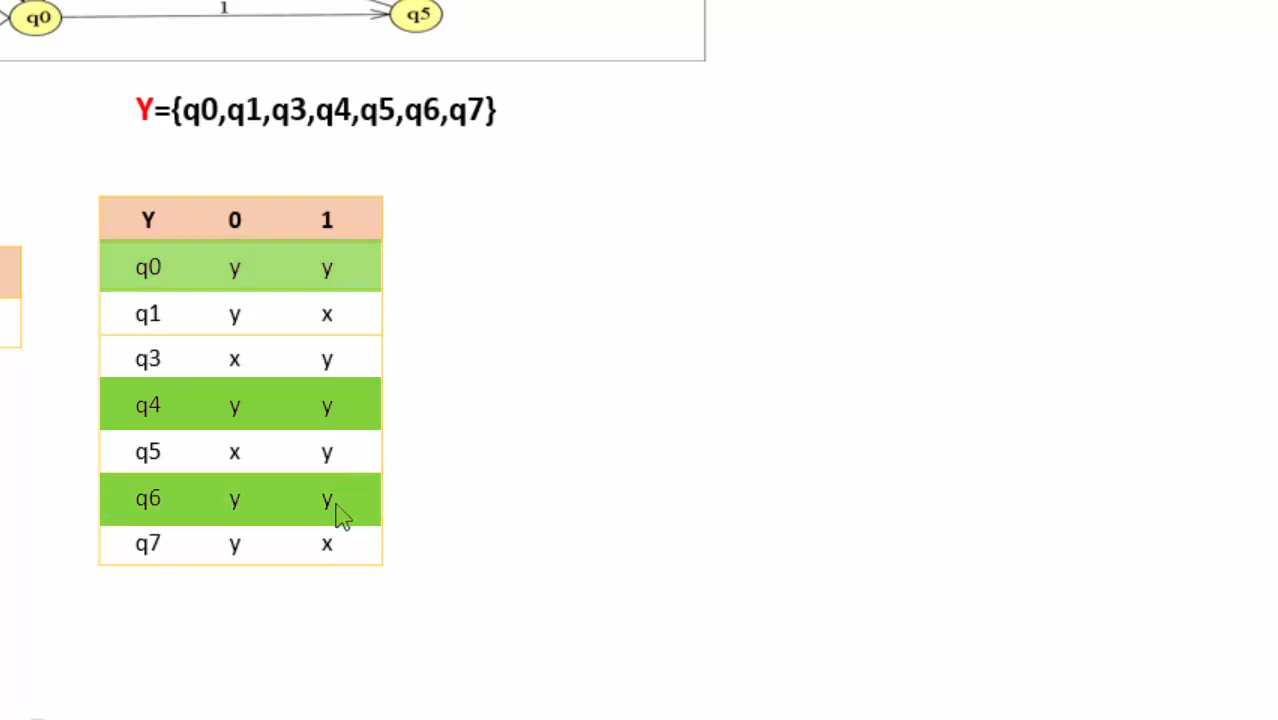 q0 1 q5
Y={q0,q1,q3,q4,q5,q6,q7}
Y 0 1
q0 y y
q1 y x
q3 x y
q4 y y
q5 x y
q6 y y
q7 y x